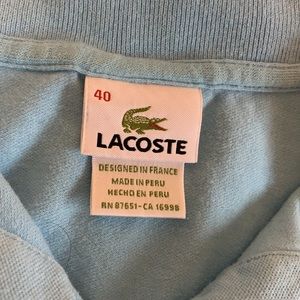 40
LACOSTE
DESIGNED IN FRANCE
MADE IN PERU
HECHO EN PERU
RN 87651-CA 16998